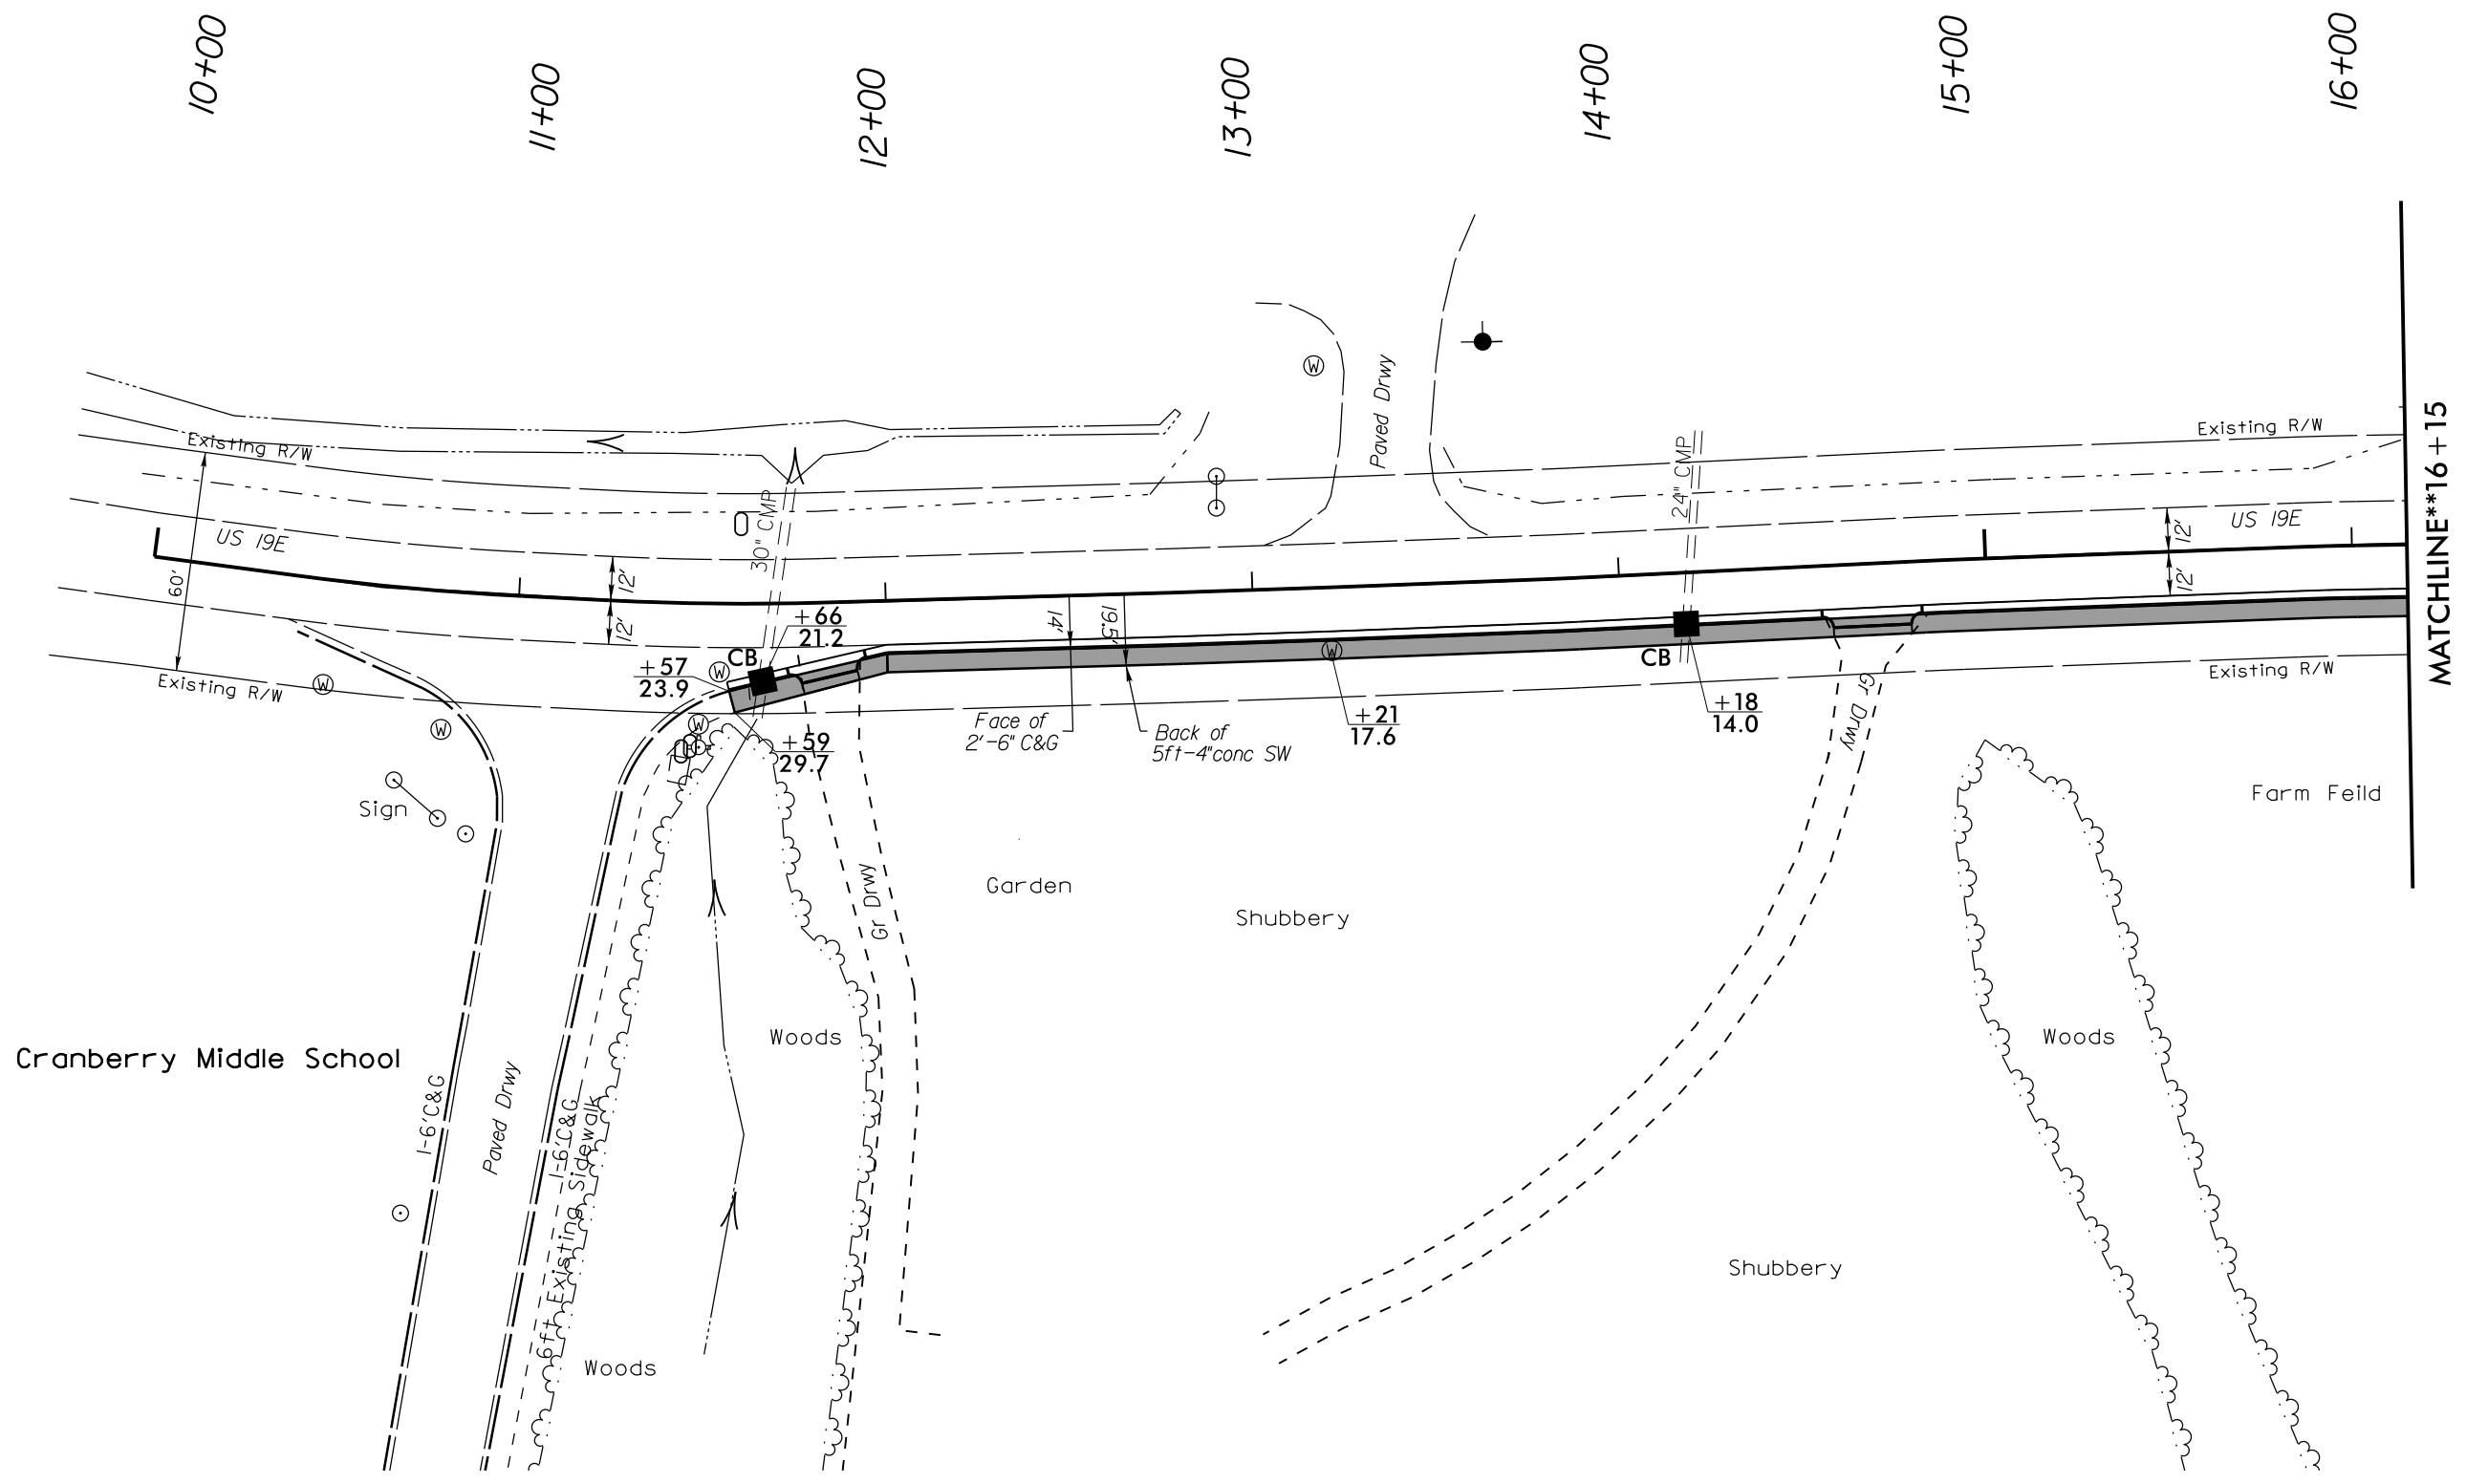 10+00
11+00
12+00
13+00
14+00
15+00
16+00
MATCHLINE**16+15
Existing R/W
Existing R/W
Paved Drwy
30" CMP
24" CMP
US 19E
US 19E
60'
12'
12'
12'
12'
14'
19.5'
+66
21.2
CB
+57
23.9
CB
Existing R/W
Existing R/W
+59
29.7
Face of
2'-6" C&G
Back of
5ft-4"conc SW
+21
17.6
+18
14.0
Gr Drwy
W
W
W
W
W
W
Sign
Farm Feild
Garden
Shubbery
Gr Drwy
Woods
Woods
Cranberry Middle School
1-6'C&G
Paved Drwy
1-6'C&G
6ft Existing Sidewalk
Shubbery
Woods